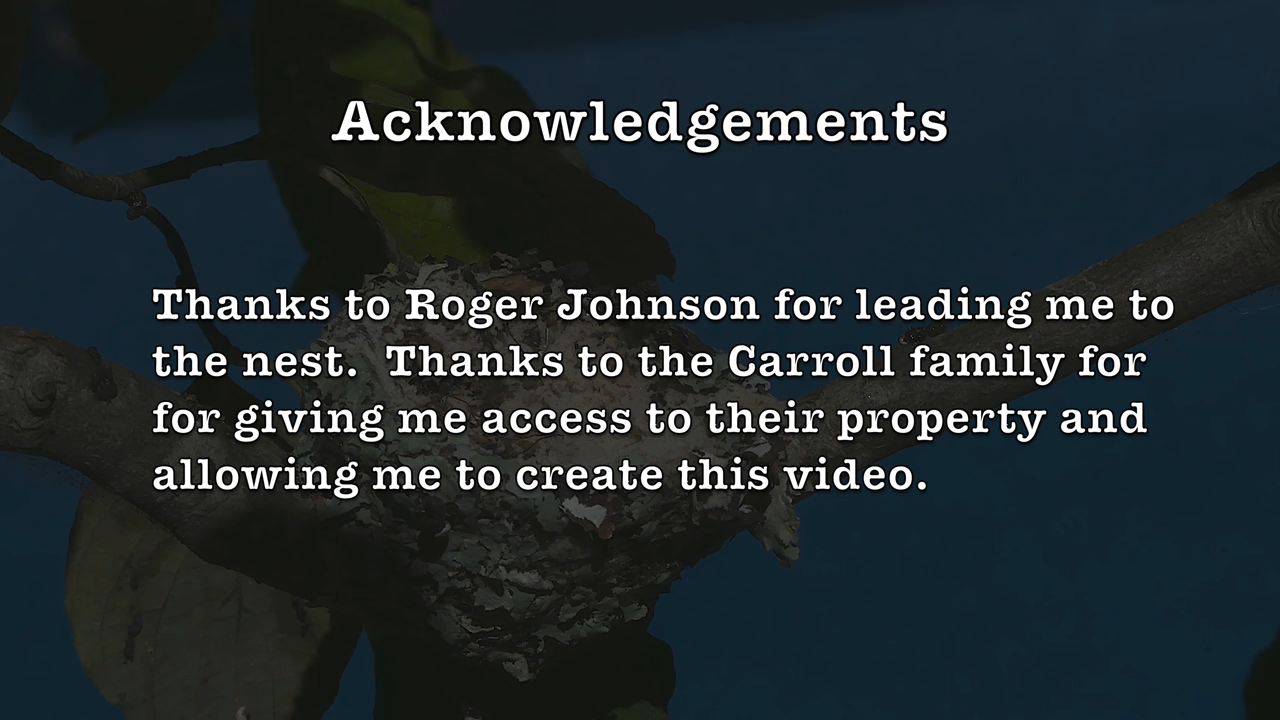 Acknowledgements
Thanks to Roger Johnson for leading me to
the nest.  Thanks to the Carroll family for
for giving me access to their property and
allowing me to create this video.